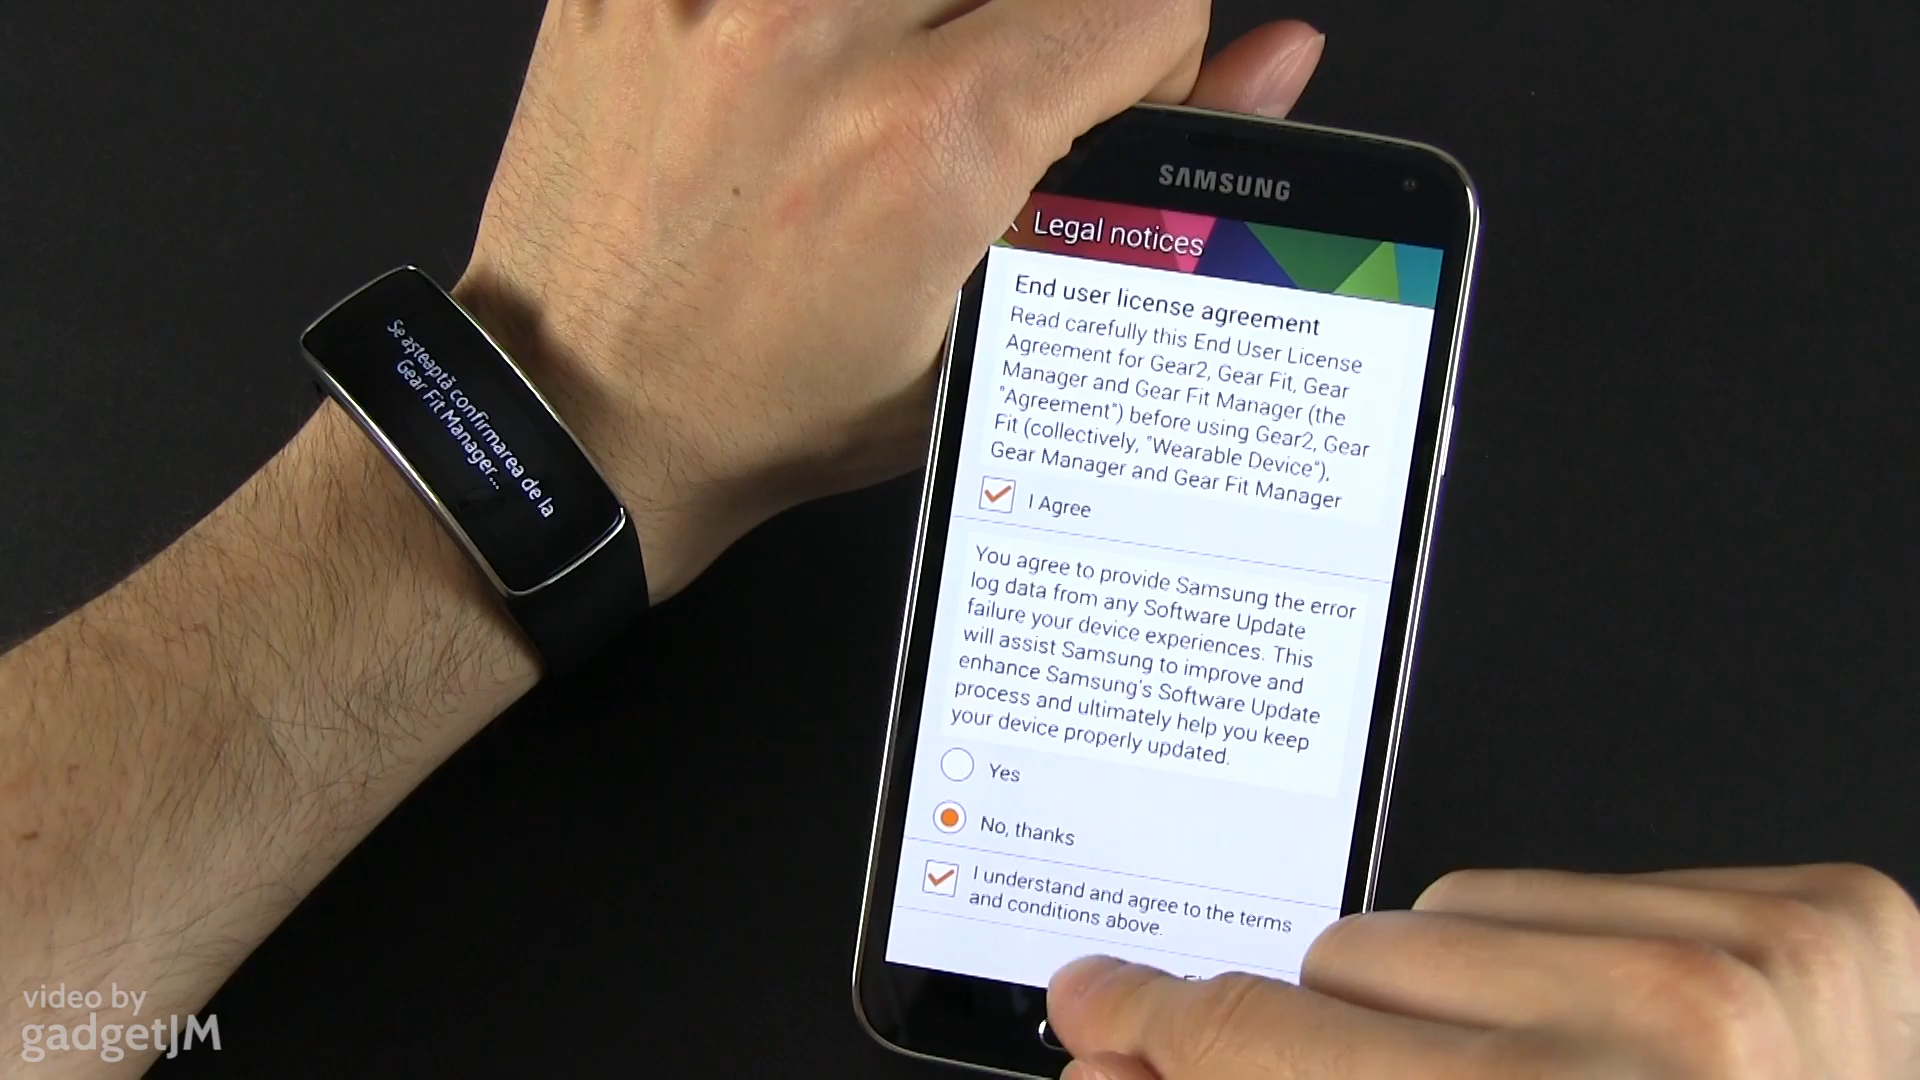 SAMSUNG
Legal notices
End user license agreement
Read carefully this End User License
Agreement for Gear2, Gear Fit, Gear
Manager and Gear Fit Manager (the
"Agreement") before using Gear2, Gear
Fit (collectively, "Wearable Device"),
Gear Manager and Gear Fit Manager
I Agree
You agree to provide Samsung the error
log data from any Software Update
failure your device experiences. This
will assist Samsung to improve and
enhance Samsung's Software Update
process and ultimately help you keep
your device properly updated.
Yes
No, thanks
I understand and agree to the terms
and conditions above.
Se așteaptă confirmarea de la
Gear Fit Manager...
video by
gadgetJM